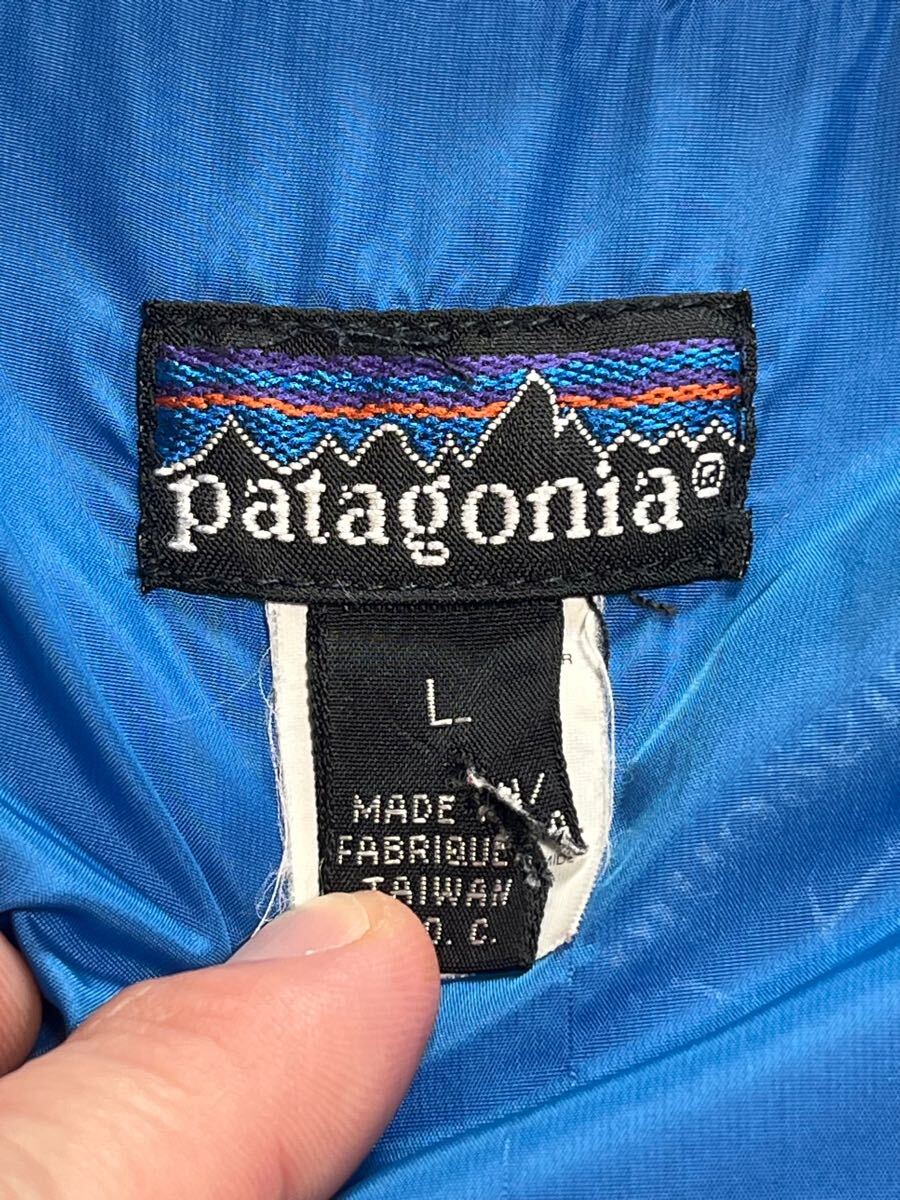 patagonia®
L
MADE
FABRIQUE
TAIWAN
O. C.